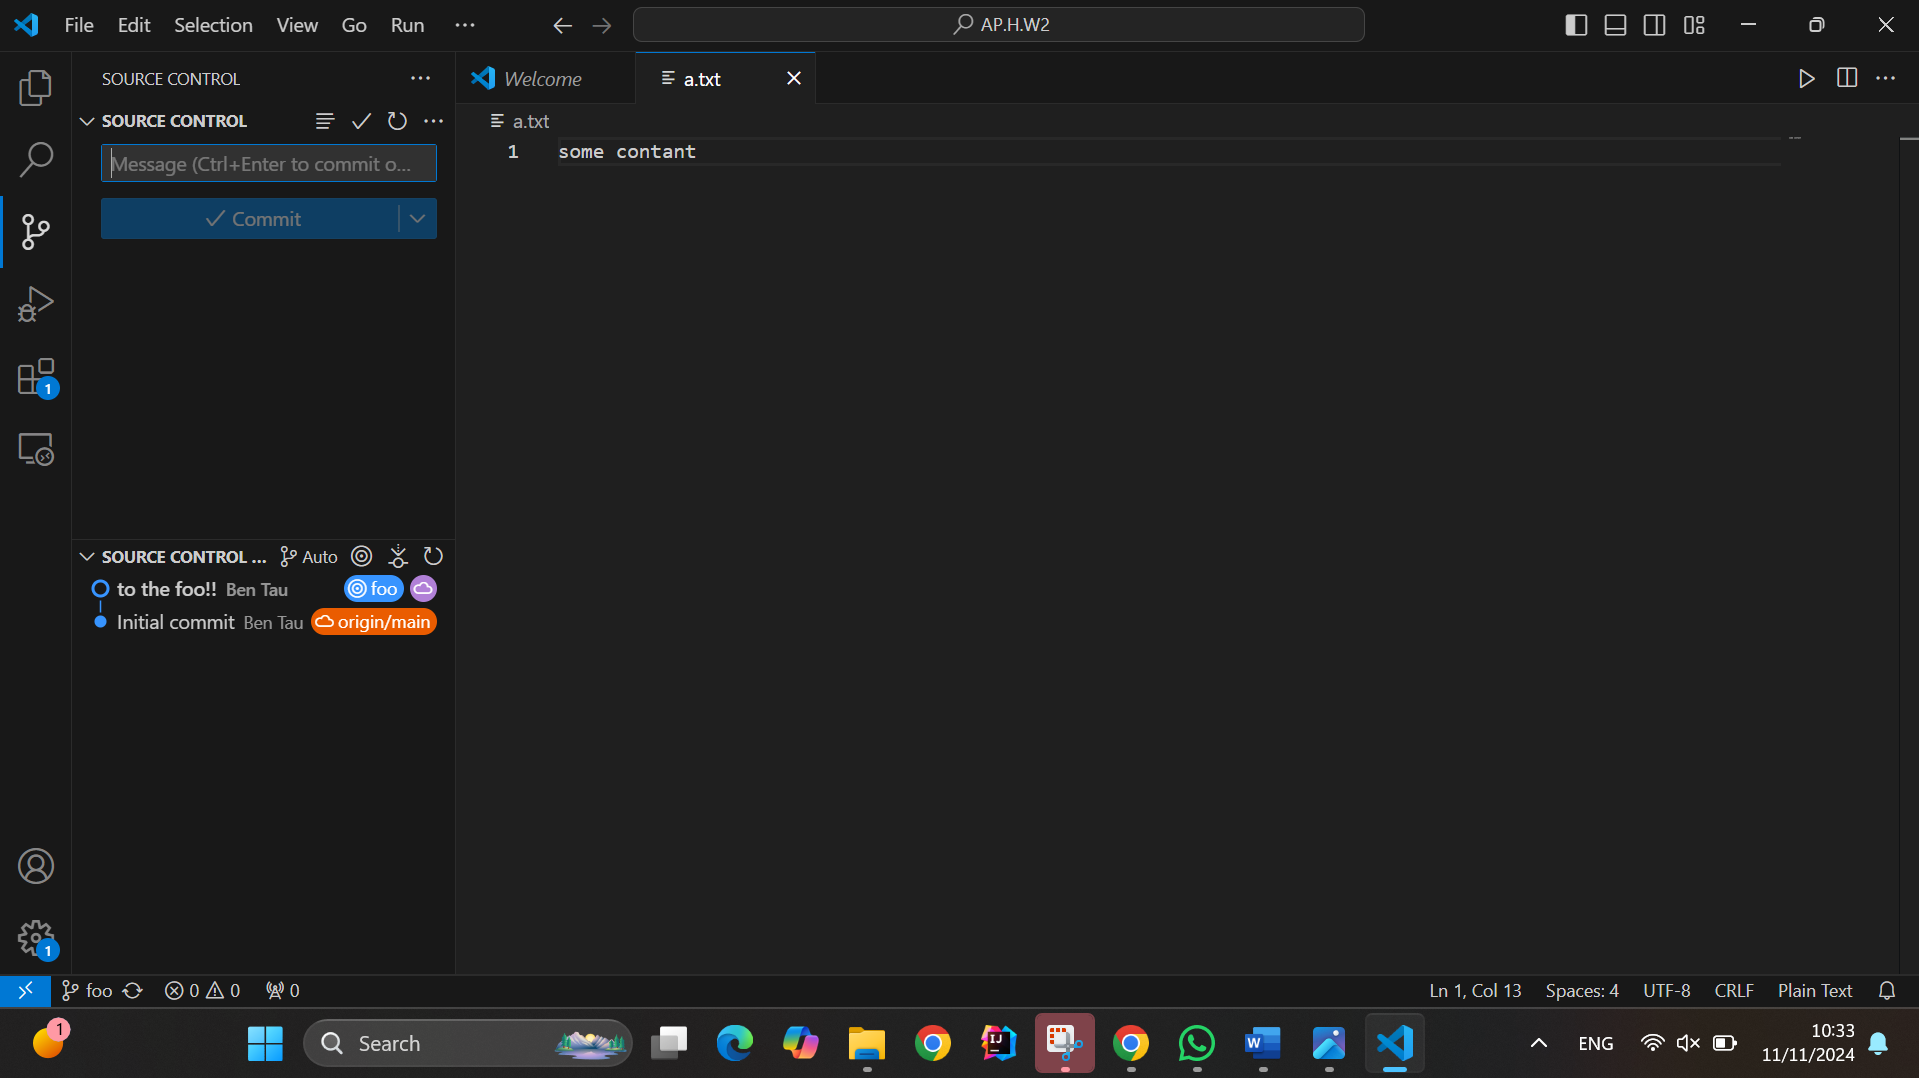 File Edit Selection View Go Run ···
AP.H.W2
SOURCE CONTROL ···
Welcome
a.txt
SOURCE CONTROL ···
a.txt
Message (Ctrl+Enter to commit o...
1 some contant
Commit
1
SOURCE CONTROL ... Auto
to the foo!! Ben Tau foo
Initial commit Ben Tau origin/main
1
foo 0 0 0
Ln 1, Col 13 Spaces: 4 UTF-8 CRLF Plain Text
1
Search
IJ
W
ENG
10:33
11/11/2024